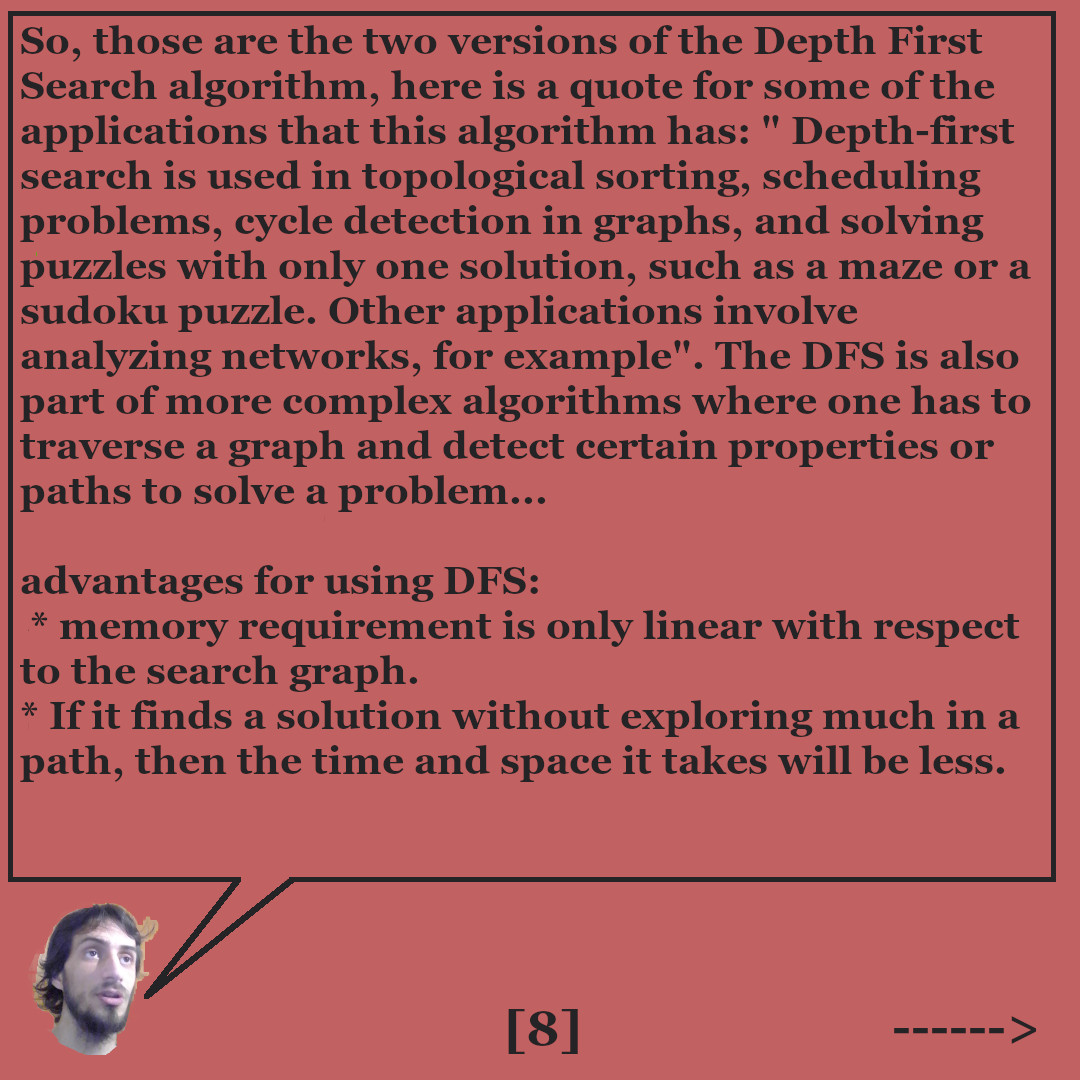 So, those are the two versions of the Depth First
Search algorithm, here is a quote for some of the
applications that this algorithm has: " Depth-first
search is used in topological sorting, scheduling
problems, cycle detection in graphs, and solving
puzzles with only one solution, such as a maze or a
sudoku puzzle. Other applications involve
analyzing networks, for example". The DFS is also
part of more complex algorithms where one has to
traverse a graph and detect certain properties or
paths to solve a problem...
advantages for using DFS:
* memory requirement is only linear with respect
to the search graph.
* If it finds a solution without exploring much in a
path, then the time and space it takes will be less.
[8]
------>